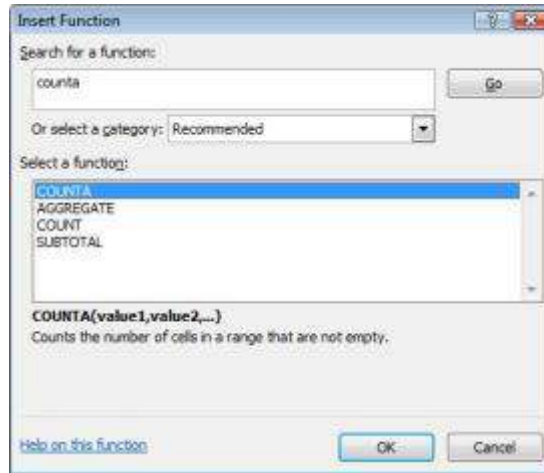 Insert Function
Search for a function:
counta
Go
Or select a category: Recommended
Select a function:
COUNTA
AGGREGATE
COUNT
SUBTOTAL
COUNTA(value1,value2,...)
Counts the number of cells in a range that are not empty.
Help on this function
OK
Cancel